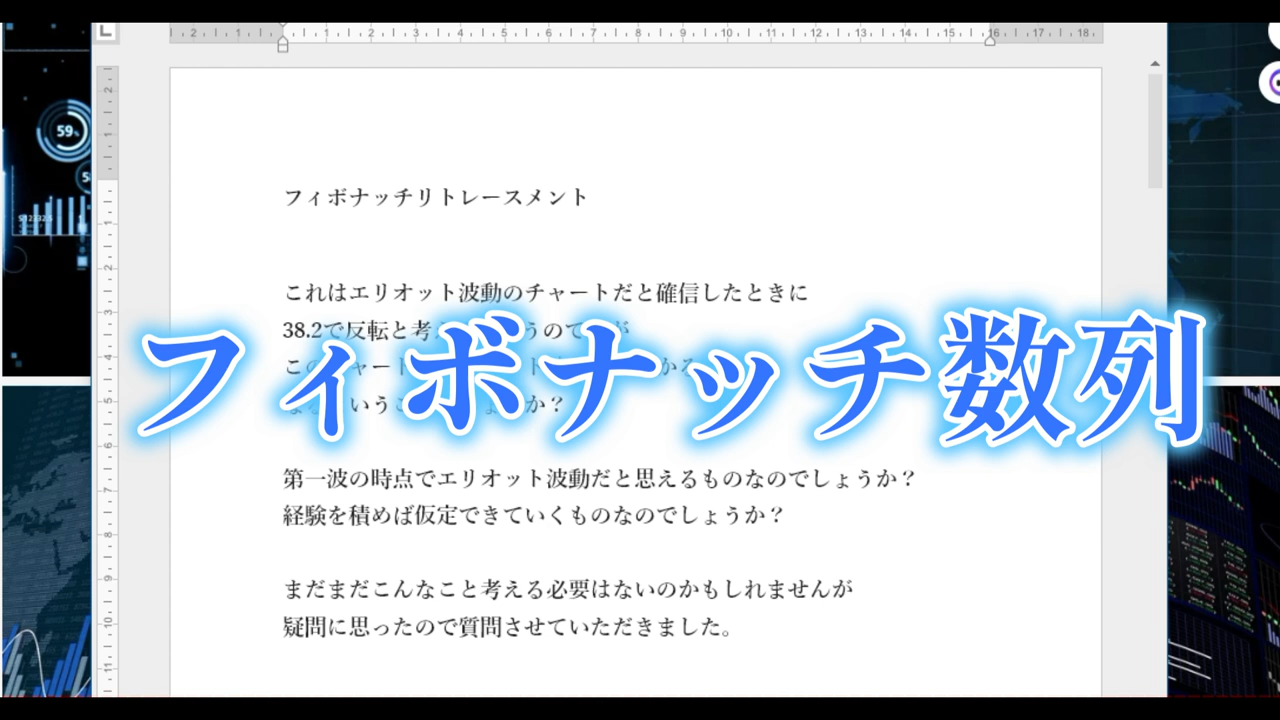 59%
フィボナッチリトレースメント
これはエリオット波動のチャートだと確信したときに
38.2で反転と考
うので
が
フィボナッチ数列
いう
か？
第一波の時点でエリオット波動だと思えるものなのでしょうか？
経験を積めば仮定できていくものなのでしょうか？
まだまだこんなこと考える必要はないのかもしれませんが
疑問に思ったので質問させていただきました。